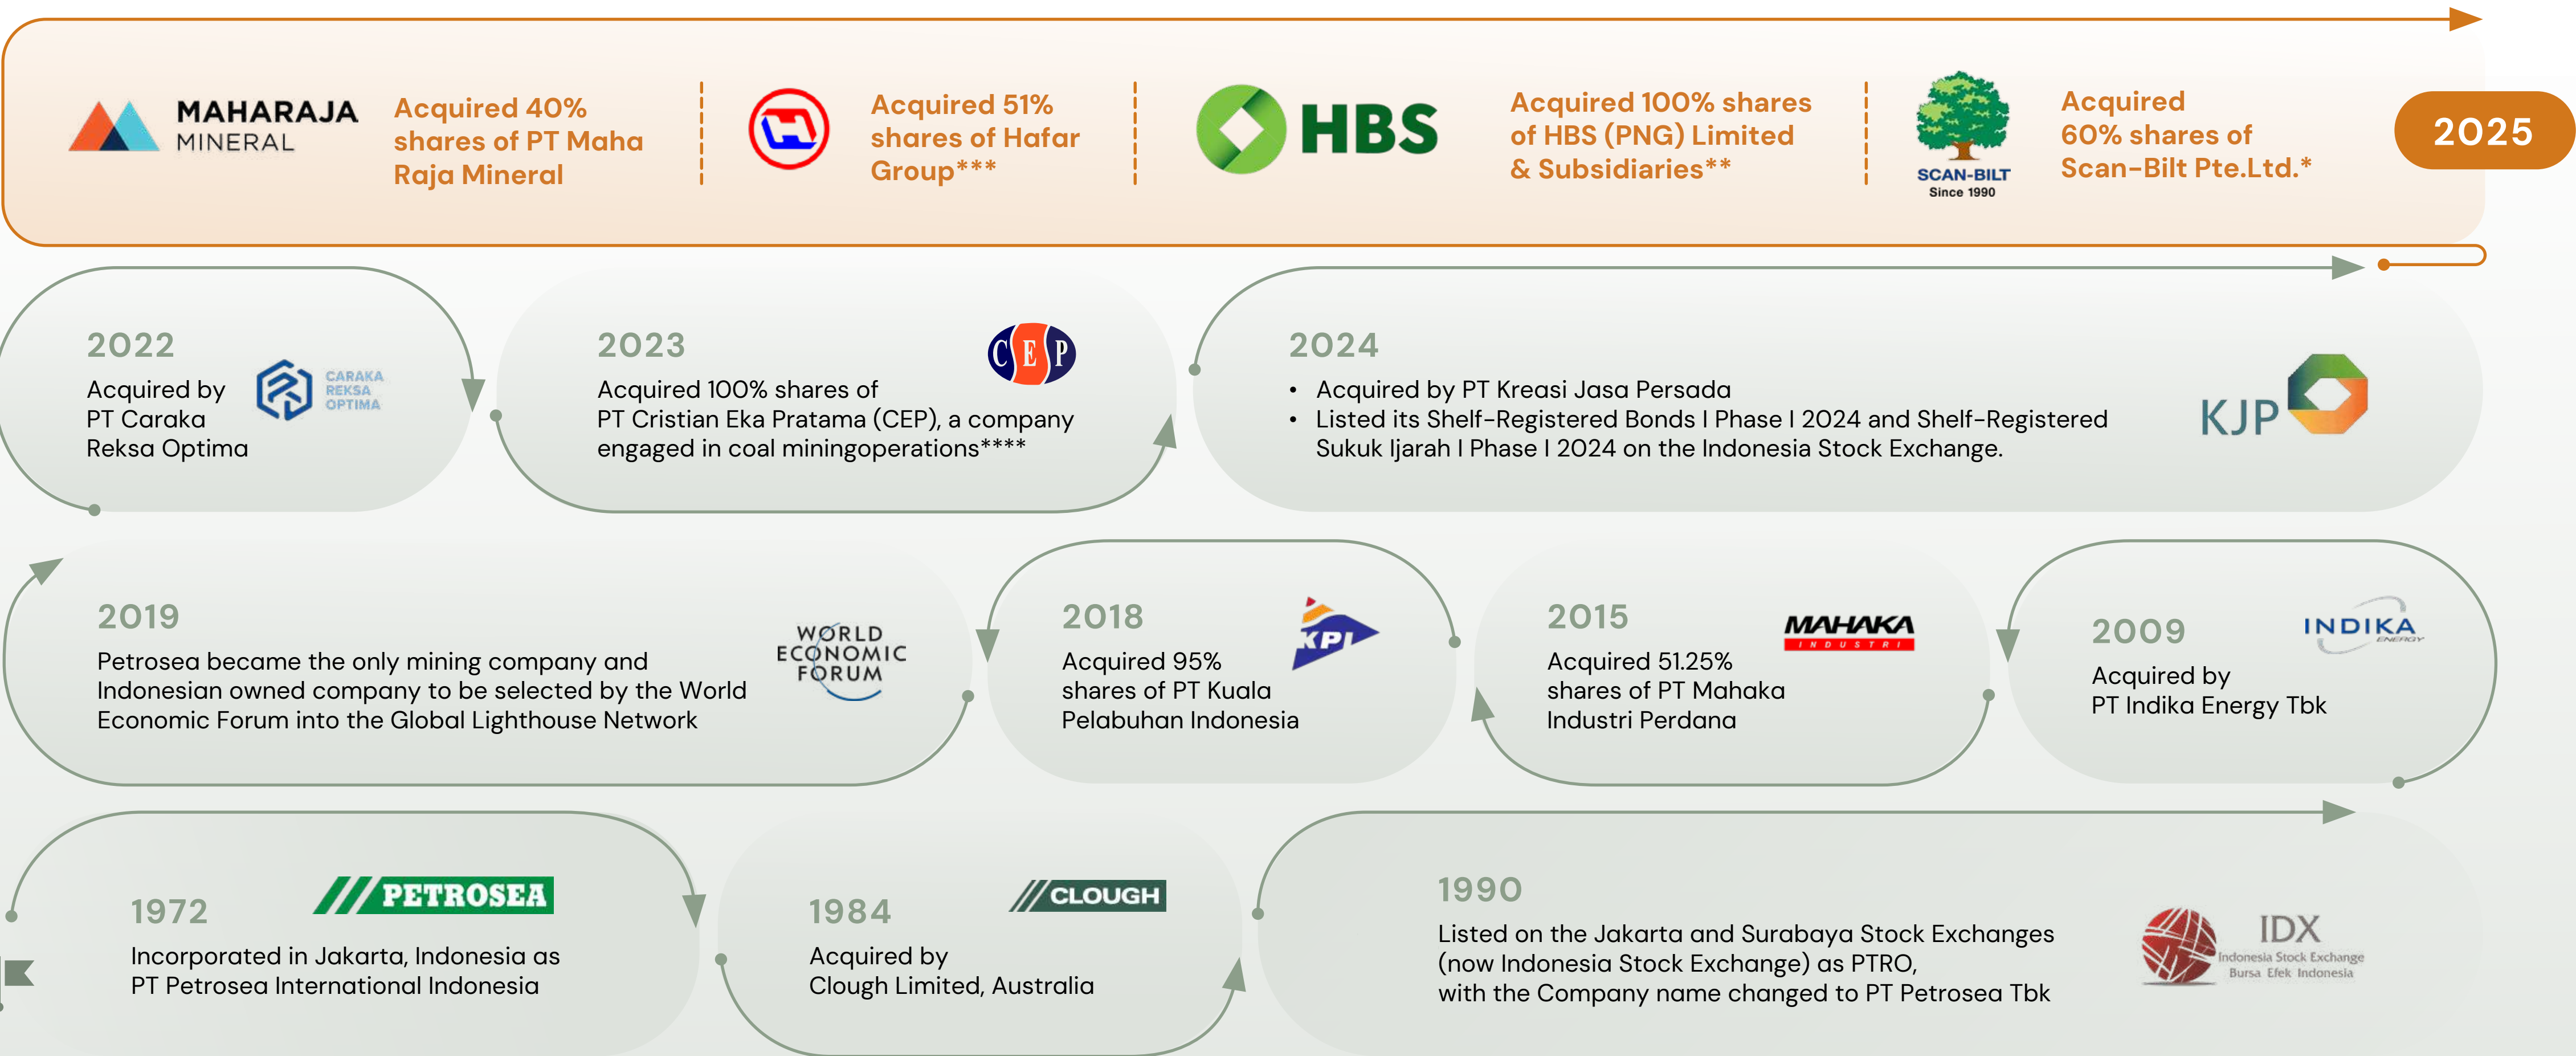 MAHARAJA
MINERAL
Acquired 40%
shares of PT Maha
Raja Mineral
Acquired 51%
shares of Hafar
Group***
HBS
Acquired 100% shares
of HBS (PNG) Limited
& Subsidiaries**
SCAN-BILT
Since 1990
Acquired
60% shares of
Scan-Bilt Pte.Ltd.*
2025
2022
Acquired by
PT Caraka
Reksa Optima
CARAKA
REKSA
OPTIMA
2023
Acquired 100% shares of
PT Cristian Eka Pratama (CEP), a company
engaged in coal miningoperations****
CEP
2024
• Acquired by PT Kreasi Jasa Persada
• Listed its Shelf-Registered Bonds I Phase I 2024 and Shelf-Registered
Sukuk Ijarah I Phase I 2024 on the Indonesia Stock Exchange.
KJP
2019
Petrosea became the only mining company and
Indonesian owned company to be selected by the World
Economic Forum into the Global Lighthouse Network
WORLD
ECONOMIC
FORUM
2018
Acquired 95%
shares of PT Kuala
Pelabuhan Indonesia
KPI
2015
Acquired 51.25%
shares of PT Mahaka
Industri Perdana
MAHAKA
INDUSTRI
2009
Acquired by
PT Indika Energy Tbk
INDIKA
ENERGY
1972
Incorporated in Jakarta, Indonesia as
PT Petrosea International Indonesia
PETROSEA
1984
Acquired by
Clough Limited, Australia
CLOUGH
1990
Listed on the Jakarta and Surabaya Stock Exchanges
(now Indonesia Stock Exchange) as PTRO,
with the Company name changed to PT Petrosea Tbk
IDX
Indonesia Stock Exchange
Bursa Efek Indonesia